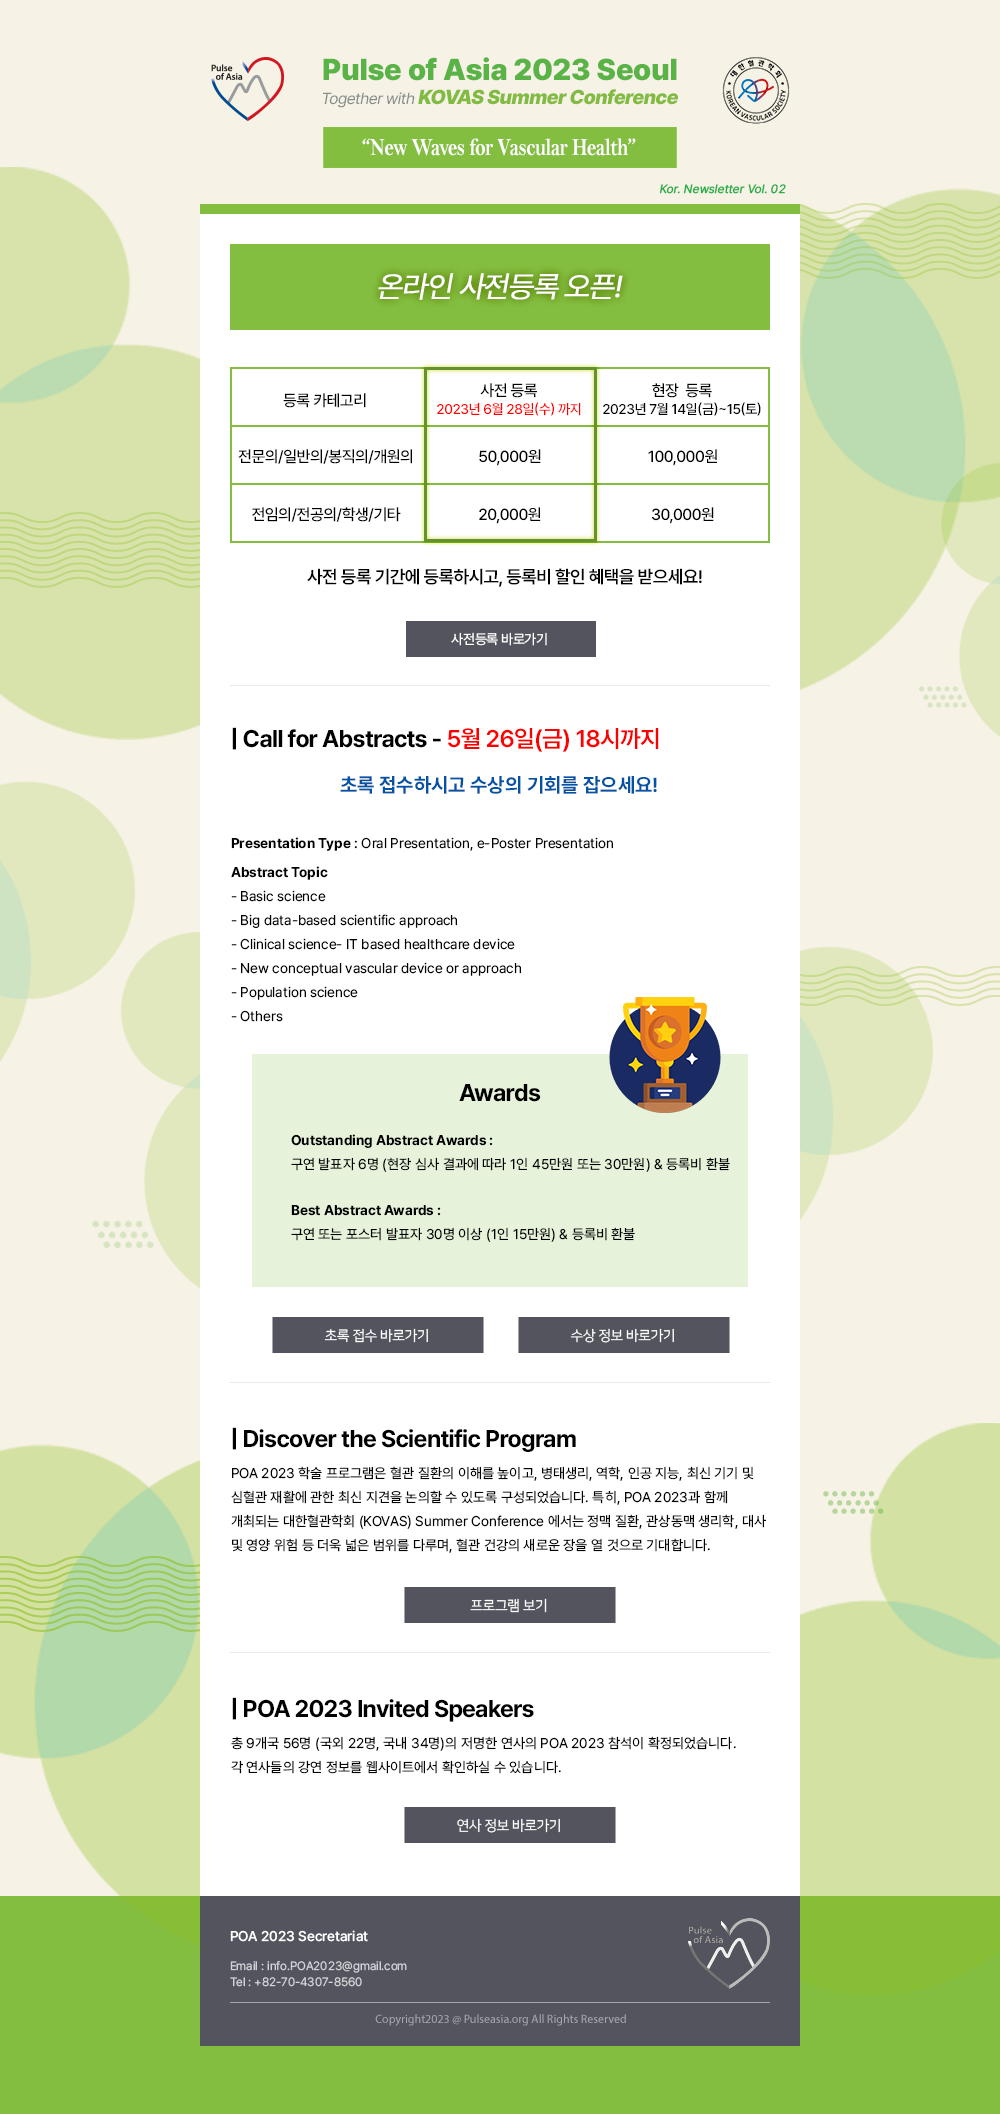 Pulse
of Asia
Pulse of Asia 2023 Seoul
Together with KOVAS Summer Conference
대한혈관학회
KOREAN VASCULAR SOCIETY
“New Waves for Vascular Health”
Kor. Newsletter Vol. 02
온라인 사전등록 오픈!
등록 카테고리
사전 등록
2023년 6월 28일(수) 까지
현장 등록
2023년 7월 14일(금)~15(토)
전문의/일반의/봉직의/개원의
50,000원
100,000원
전임의/전공의/학생/기타
20,000원
30,000원
사전 등록 기간에 등록하시고, 등록비 할인 혜택을 받으세요!
사전등록 바로가기
| Call for Abstracts - 5월 26일(금) 18시까지
초록 접수하시고 수상의 기회를 잡으세요!
Presentation Type : Oral Presentation, e-Poster Presentation
Abstract Topic
- Basic science
- Big data-based scientific approach
- Clinical science- IT based healthcare device
- New conceptual vascular device or approach
- Population science
- Others
Awards
Outstanding Abstract Awards :
구연 발표자 6명 (현장 심사 결과에 따라 1인 45만원 또는 30만원) & 등록비 환불
Best Abstract Awards :
구연 또는 포스터 발표자 30명 이상 (1인 15만원) & 등록비 환불
초록 접수 바로가기
수상 정보 바로가기
| Discover the Scientific Program
POA 2023 학술 프로그램은 혈관 질환의 이해를 높이고, 병태생리, 역학, 인공 지능, 최신 기기 및
심혈관 재활에 관한 최신 지견을 논의할 수 있도록 구성되었습니다. 특히, POA 2023과 함께
개최되는 대한혈관학회 (KOVAS) Summer Conference 에서는 정맥 질환, 관상동맥 생리학, 대사
및 영양 위험 등 더욱 넓은 범위를 다루며, 혈관 건강의 새로운 장을 열 것으로 기대합니다.
프로그램 보기
| POA 2023 Invited Speakers
총 9개국 56명 (국외 22명, 국내 34명)의 저명한 연사의 POA 2023 참석이 확정되었습니다.
각 연사들의 강연 정보를 웹사이트에서 확인하실 수 있습니다.
연사 정보 바로가기
POA 2023 Secretariat
Email : info.POA2023@gmail.com
Tel : +82-70-4307-8560
Pulse
of Asia
Copyright2023 @ Pulseasia.org All Rights Reserved